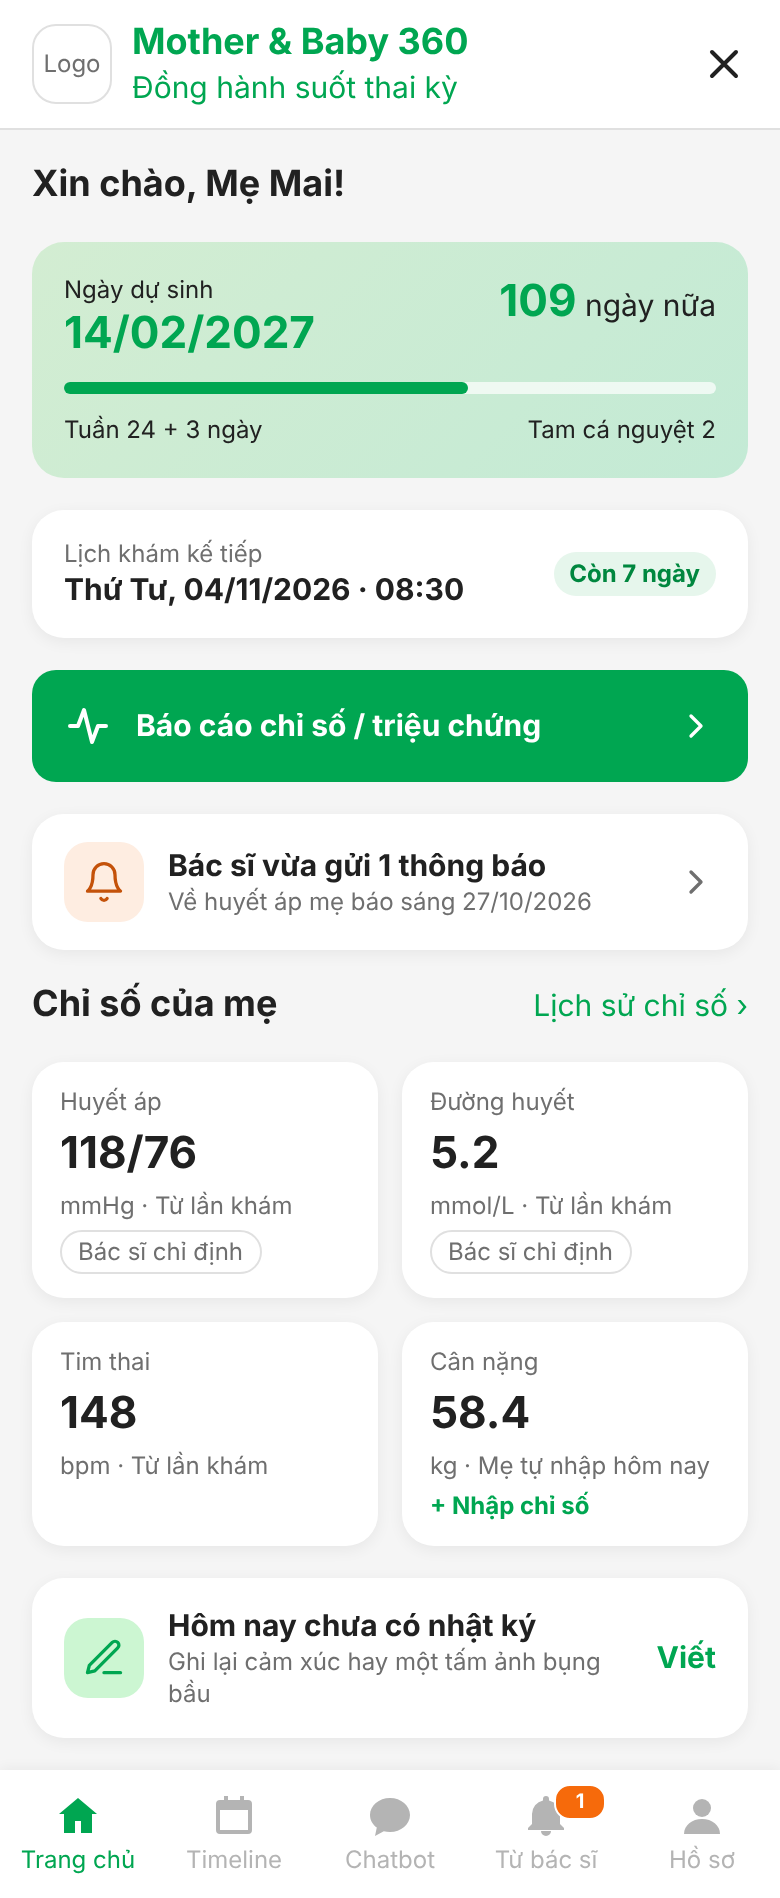 Logo
Mother & Baby 360
Đồng hành suốt thai kỳ
Xin chào, Mẹ Mai!
Ngày dự sinh
14/02/2027
109 ngày nữa
Tuần 24 + 3 ngày
Tam cá nguyệt 2
Lịch khám kế tiếp
Thứ Tư, 04/11/2026 · 08:30
Còn 7 ngày
Báo cáo chỉ số / triệu chứng
Bác sĩ vừa gửi 1 thông báo
Về huyết áp mẹ báo sáng 27/10/2026
Chỉ số của mẹ
Lịch sử chỉ số ›
Huyết áp
118/76
mmHg · Từ lần khám
Bác sĩ chỉ định
Đường huyết
5.2
mmol/L · Từ lần khám
Bác sĩ chỉ định
Tim thai
148
bpm · Từ lần khám
Cân nặng
58.4
kg · Mẹ tự nhập hôm nay
+ Nhập chỉ số
Hôm nay chưa có nhật ký
Ghi lại cảm xúc hay một tấm ảnh bụng
bầu
Viết
Trang chủ
Timeline
Chatbot
1
Từ bác sĩ
Hồ sơ